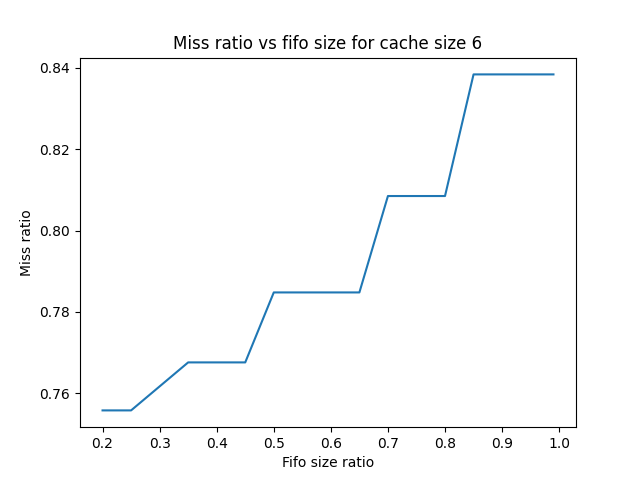 Miss ratio vs fifo size for cache size 6
0.84
0.82
0.80
0.78
0.76
Miss ratio
0.2 0.3 0.4 0.5 0.6 0.7 0.8 0.9 1.0
Fifo size ratio